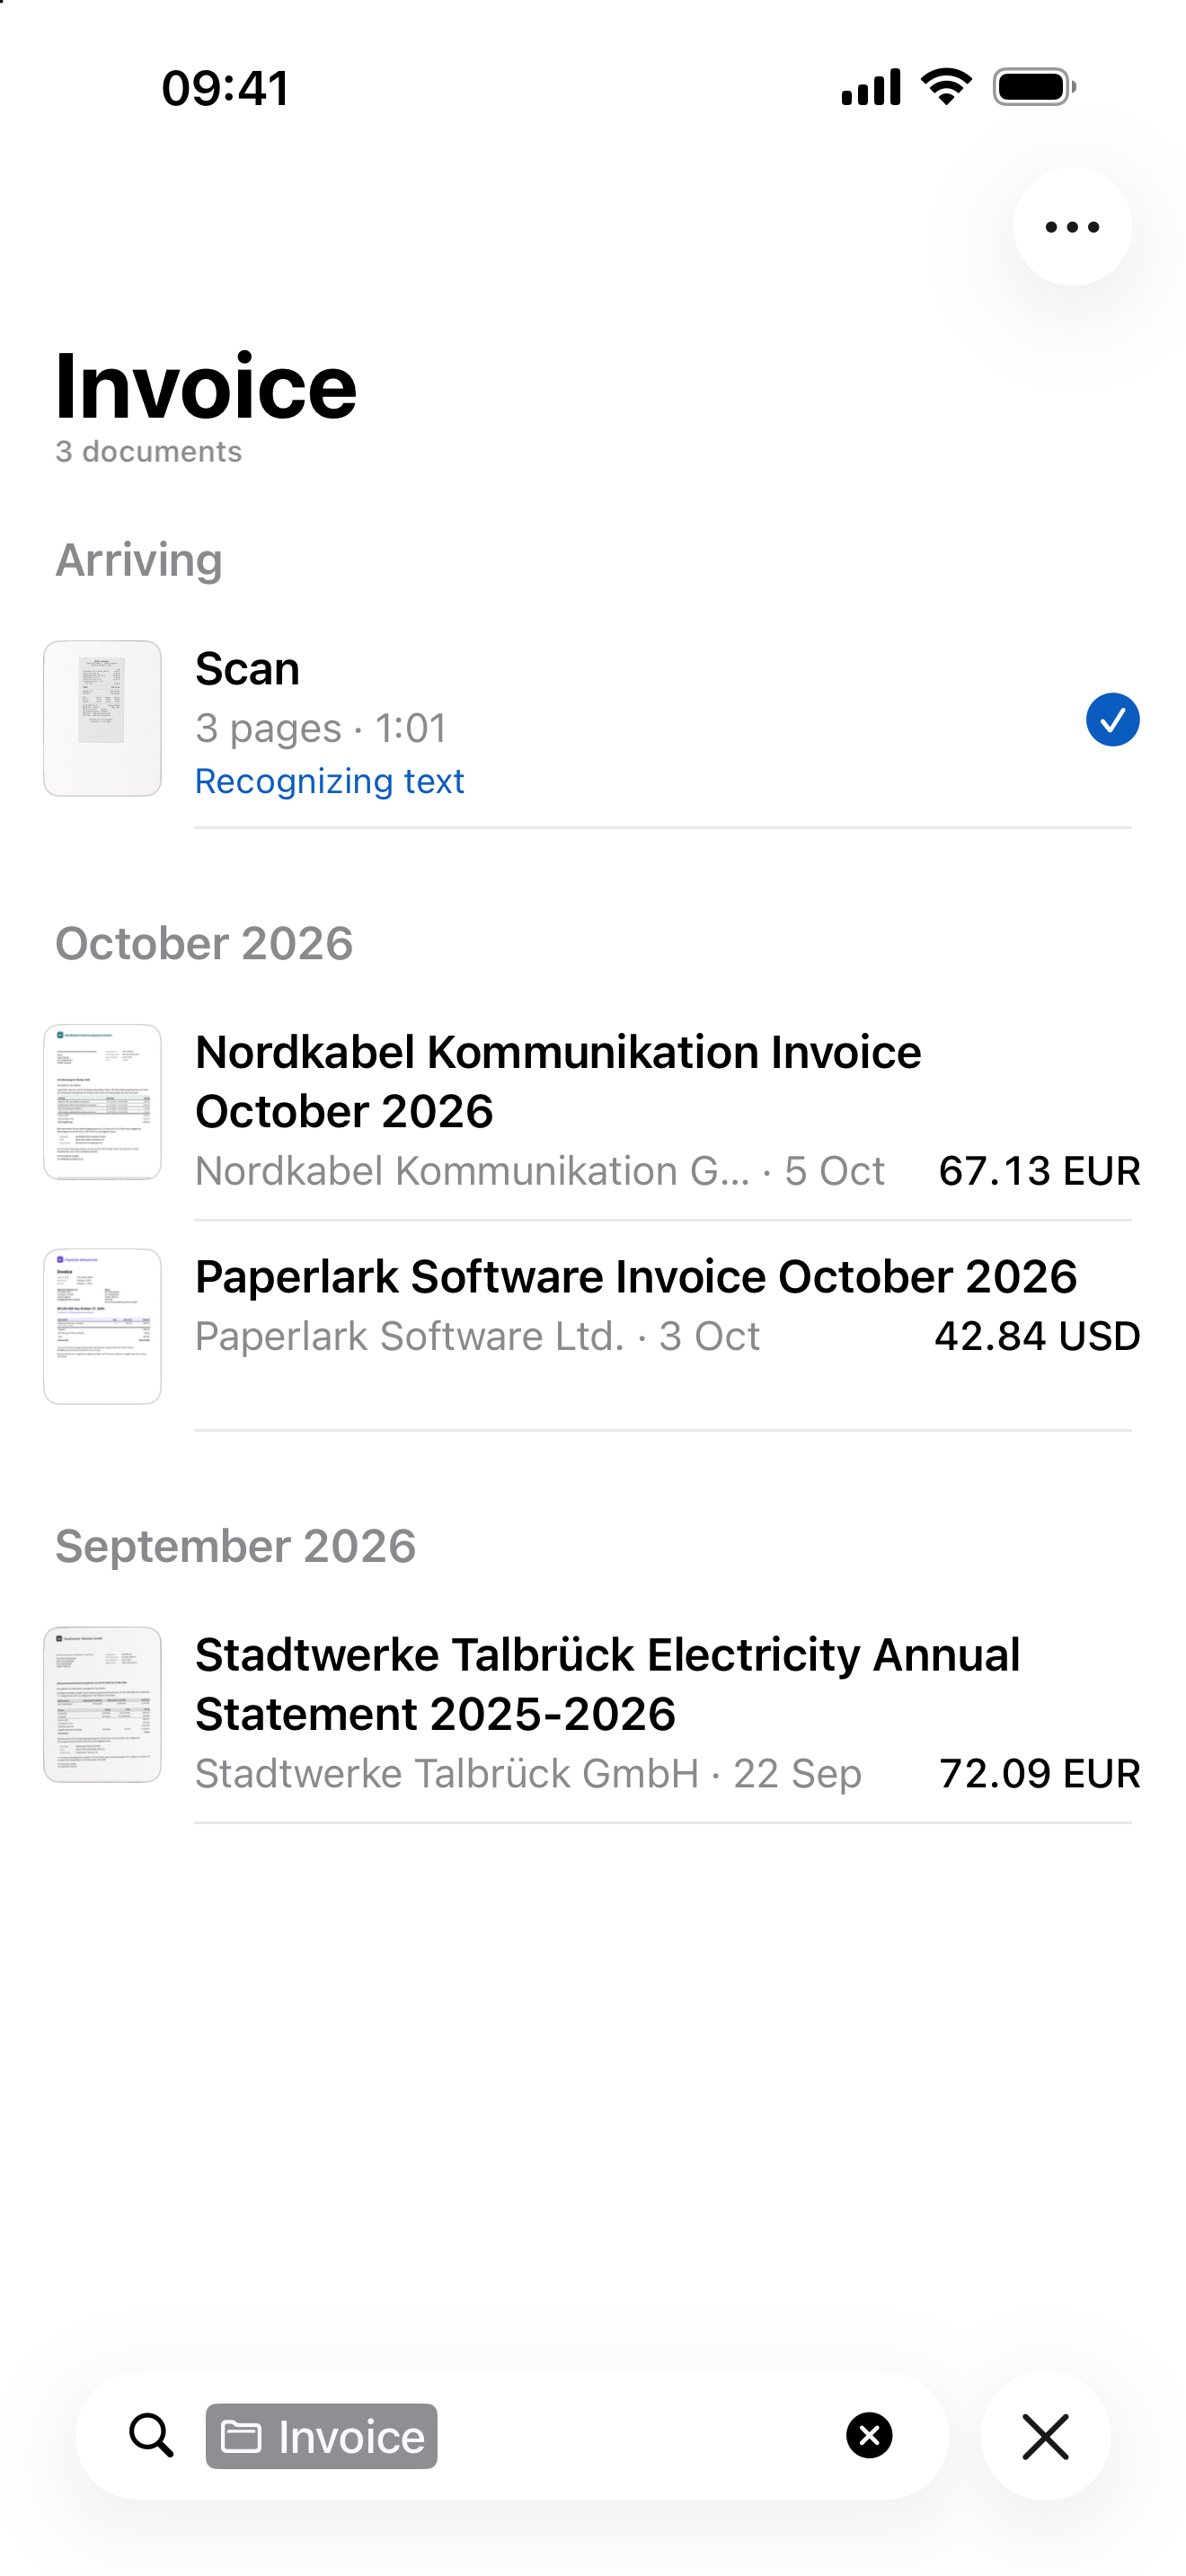 09:41
Invoice
3 documents
Arriving
Scan
3 pages · 1:01
Recognizing text
October 2026
Nordkabel Kommunikation Invoice
October 2026
Nordkabel Kommunikation G... · 5 Oct 67.13 EUR
Paperlark Software Invoice October 2026
Paperlark Software Ltd. · 3 Oct 42.84 USD
September 2026
Stadtwerke Talbrück Electricity Annual
Statement 2025-2026
Stadtwerke Talbrück GmbH · 22 Sep 72.09 EUR
Invoice